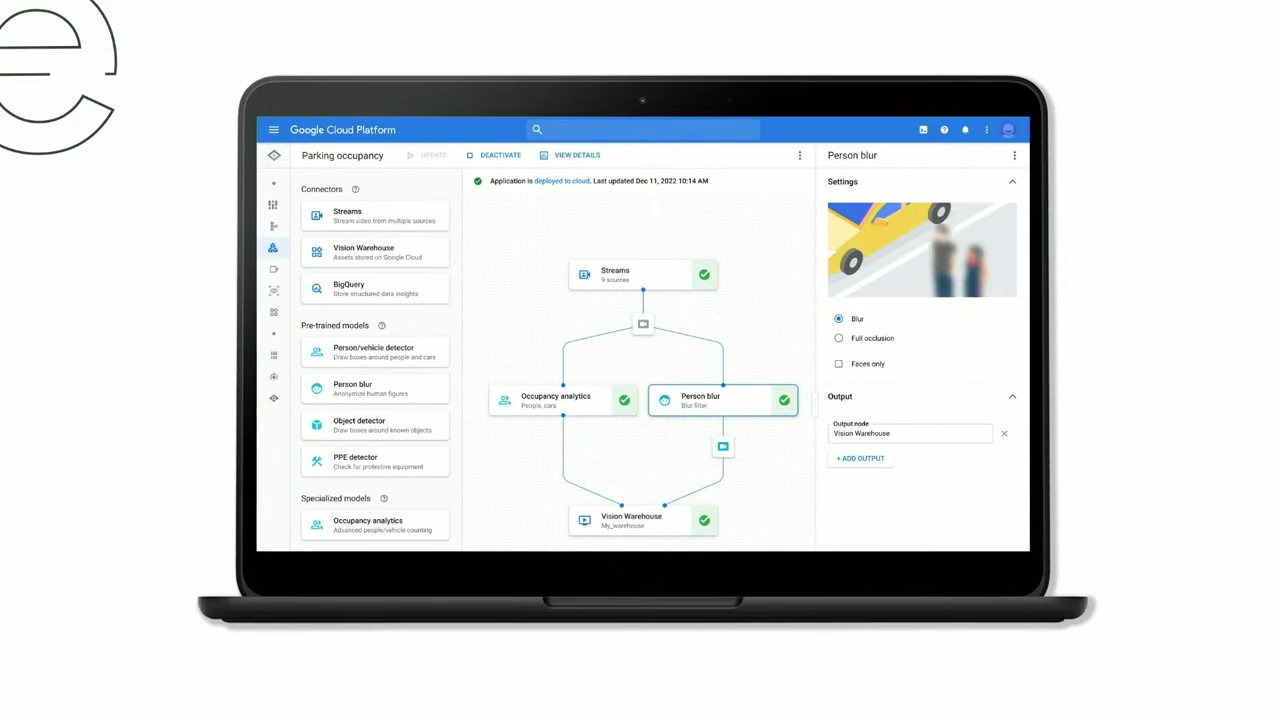 e
Google Cloud Platform
Parking occupancy
UPDATE
DEACTIVATE
VIEW DETAILS
Person blur
Application is deployed to cloud. Last updated Dec 11, 2022 10:14 AM
Connectors
Streams
Stream video from multiple sources
Vision Warehouse
Assets stored on Google Cloud
BigQuery
Store structured data insights
Pre-trained models
Person/vehicle detector
Draw boxes around people and cars
Person blur
Anonymize human figures
Object detector
Draw boxes around known objects
PPE detector
Check for protective equipment
Specialized models
Occupancy analytics
Advanced people/vehicle counting
Streams
9 sources
Occupancy analytics
People, cars
Person blur
Blur filter
Vision Warehouse
My_warehouse
Settings
Blur
Full occlusion
Faces only
Output
Output node
Vision Warehouse
+ ADD OUTPUT